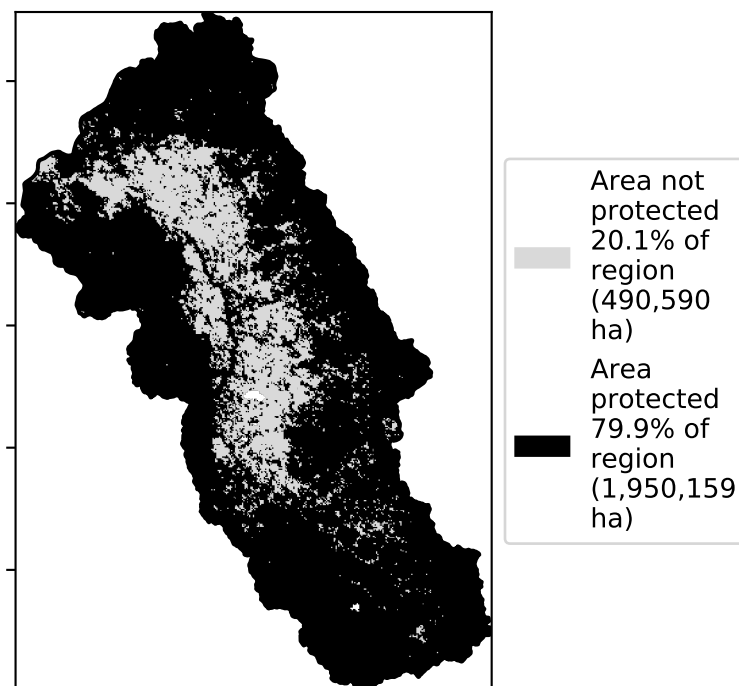 Area not
protected
20.1% of
region
(490,590
ha)
Area
protected
79.9% of
region
(1,950,159
ha)